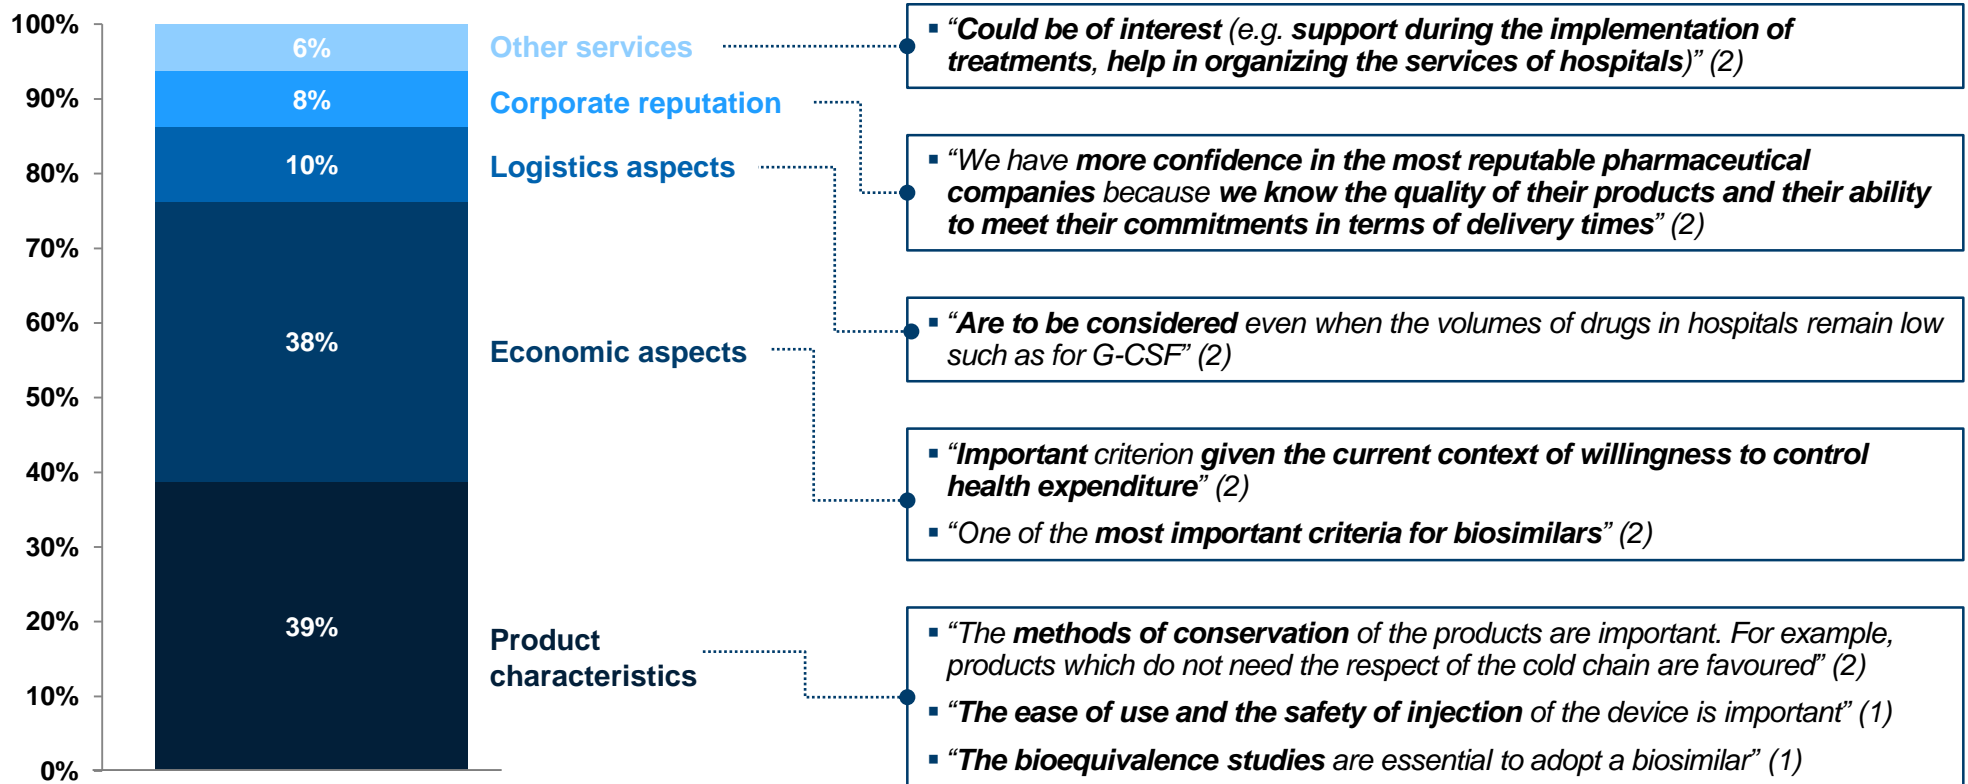 100%
90%
80%
70%
60%
50%
40%
30%
20%
10%
0%
6%
8%
10%
38%
39%
Other services
Corporate reputation
Logistics aspects
Economic aspects
Product
characteristics
▪ “Could be of interest (e.g. support during the implementation of
treatments, help in organizing the services of hospitals)” (2)
▪ “We have more confidence in the most reputable pharmaceutical
companies because we know the quality of their products and their ability
to meet their commitments in terms of delivery times” (2)
▪ “Are to be considered even when the volumes of drugs in hospitals remain low
such as for G-CSF” (2)
▪ “Important criterion given the current context of willingness to control
health expenditure” (2)
▪ “One of the most important criteria for biosimilars” (2)
▪ “The methods of conservation of the products are important. For example,
products which do not need the respect of the cold chain are favoured” (2)
▪ “The ease of use and the safety of injection of the device is important” (1)
▪ “The bioequivalence studies are essential to adopt a biosimilar” (1)